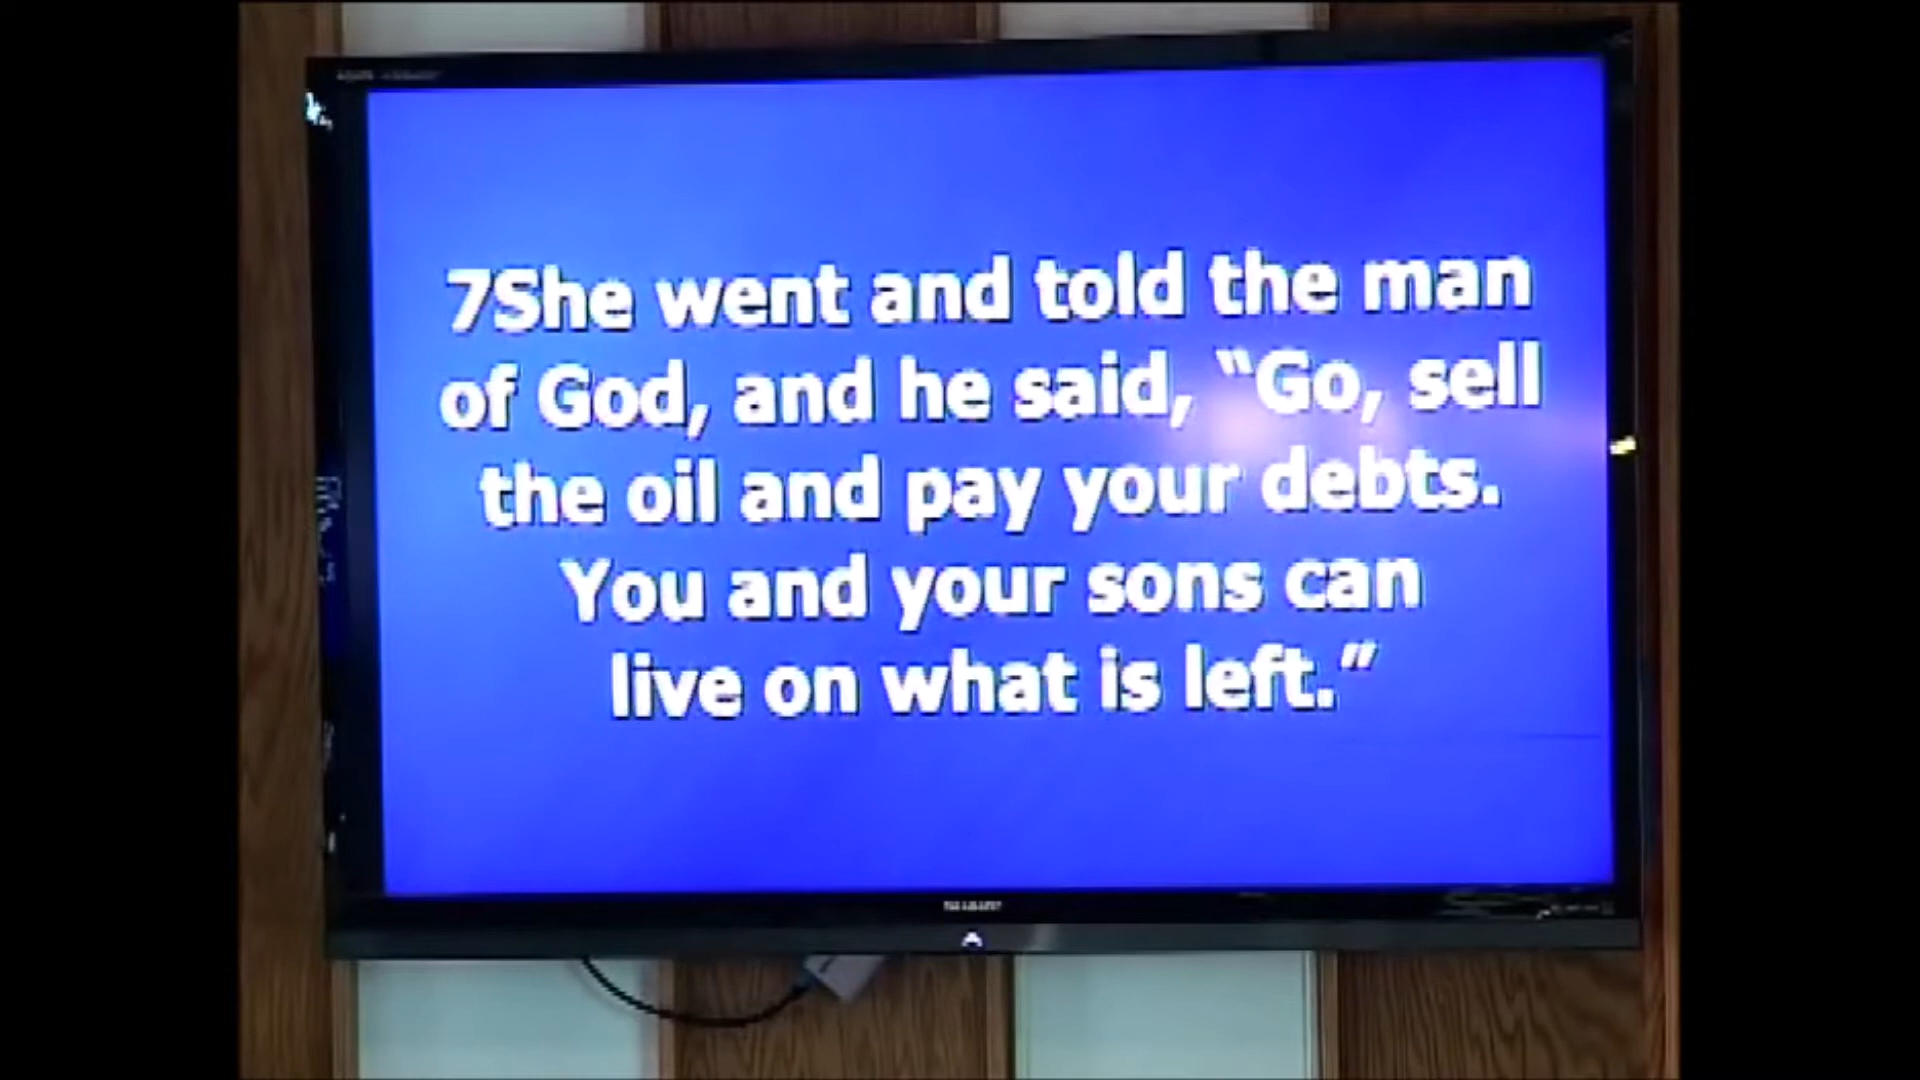 7She went and told the man
of God, and he said, “Go, sell
the oil and pay your debts.
You and your sons can
live on what is left.”